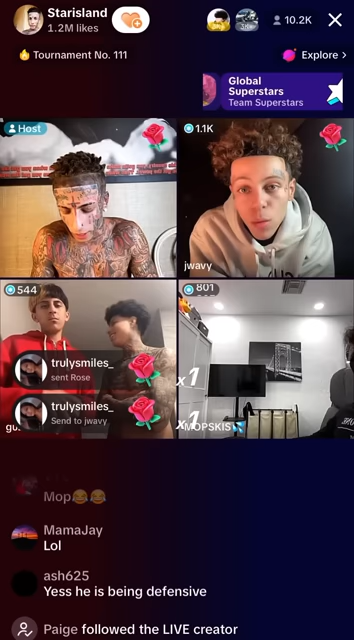 Starisland
1.2M likes
10.2K
Tournament No. 111
Explore >
Global
Superstars
Team Superstars
Host
1.1K
jwavy
544
801
trulysmiles_
sent Rose
x1
trulysmiles_
Send to jwavy
x1
MOPSKIS💦
Mop😂😂
MamaJay
Lol
ash625
Yess he is being defensive
Paige followed the LIVE creator